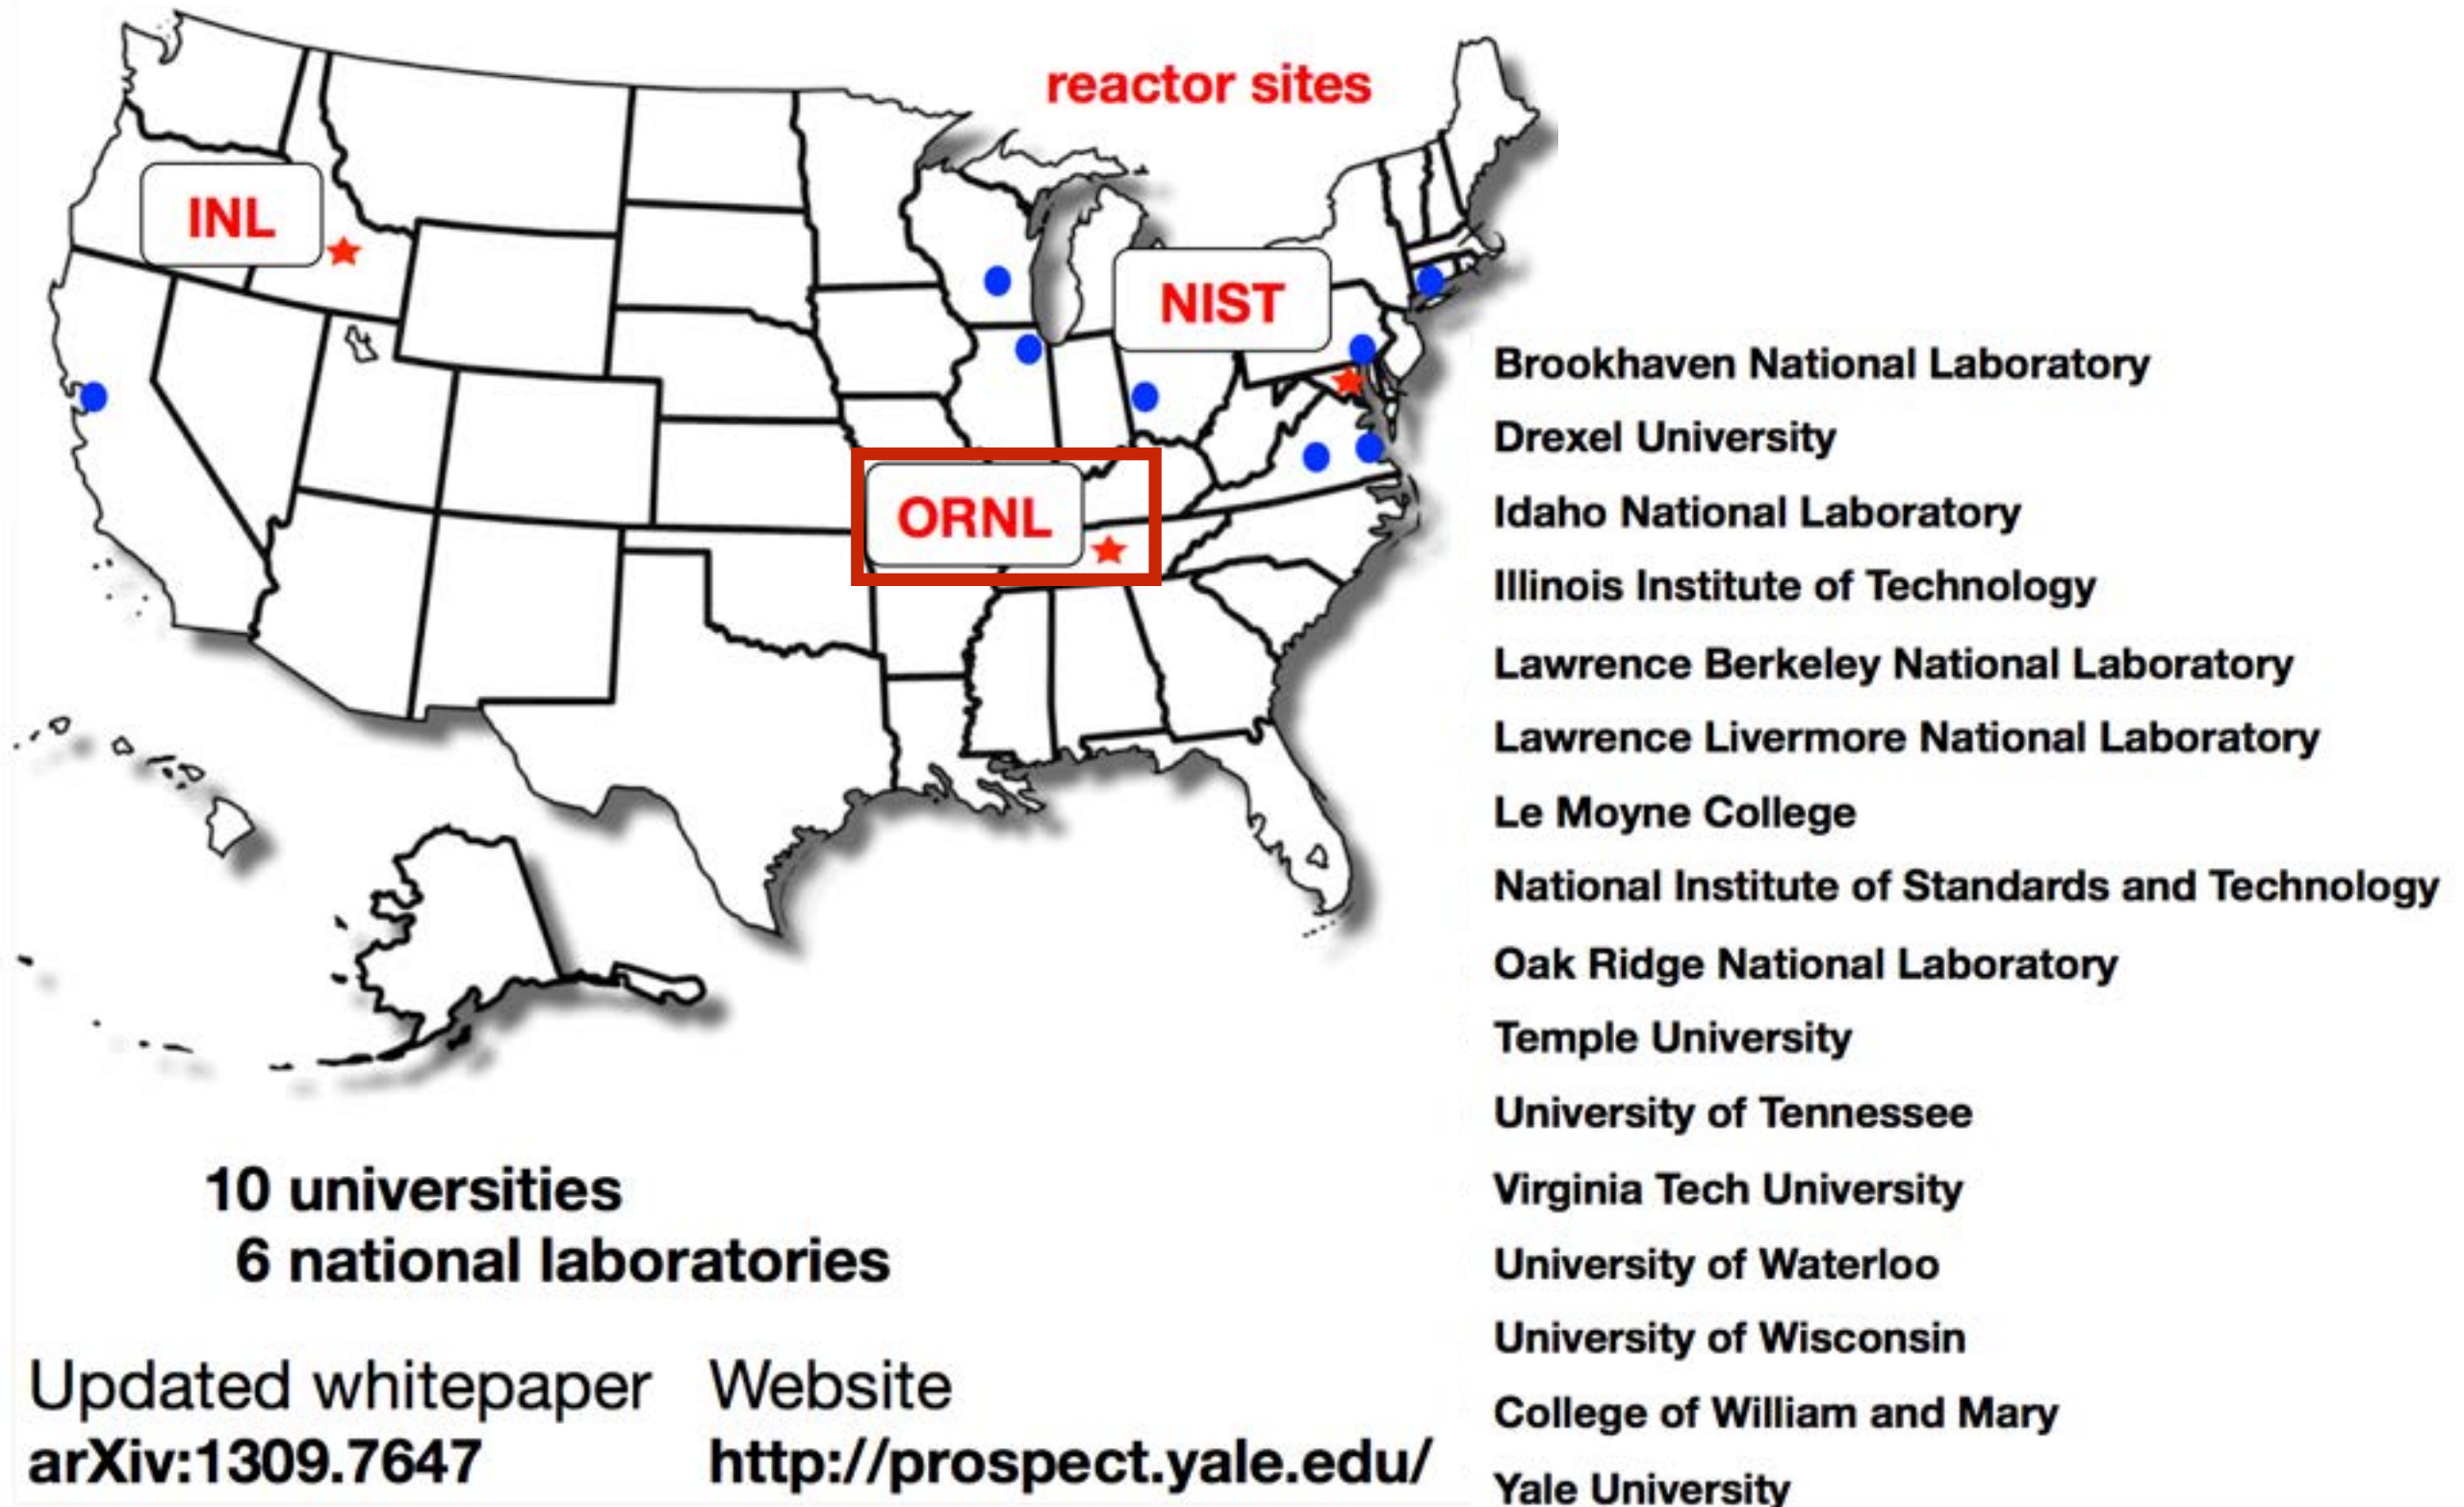 reactor sites
INL
NIST
ORNL
Brookhaven National Laboratory
Drexel University
Idaho National Laboratory
Illinois Institute of Technology
Lawrence Berkeley National Laboratory
Lawrence Livermore National Laboratory
Le Moyne College
National Institute of Standards and Technology
Oak Ridge National Laboratory
Temple University
University of Tennessee
Virginia Tech University
University of Waterloo
University of Wisconsin
College of William and Mary
Yale University
10 universities
6 national laboratories
Updated whitepaper
arXiv:1309.7647
Website
http://prospect.yale.edu/